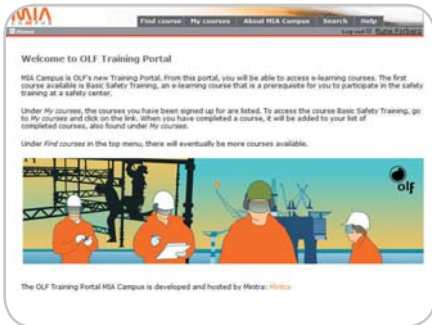 MIA
CAMPUS
Find course My courses About MIA Campus Search Help
Home Log out Rune Forberg
Welcome to OLF Training Portal
MIA Campus is OLF's new Training Portal. From this portal, you will be able to access e-learning courses. The first
course available is Basic Safety Training, an e-learning course that is a prerequisite for you to participate in the safety
training at a safety center.
Under My courses, the courses you have been signed up for are listed. To access the course Basic Safety Training, go
to My courses and click on the link. When you have completed a course, it will be added to your list of
completed courses, also found under My courses.
Under Find courses in the top menu, there will eventually be more courses available.
olf
The OLF Training Portal MIA Campus is developed and hosted by Mintra: Mintra